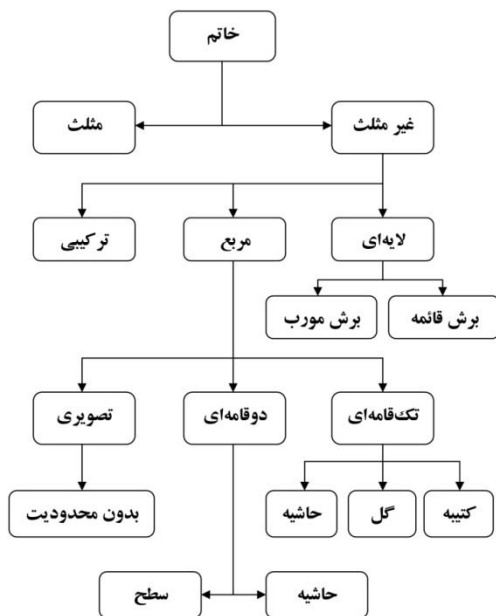 خاتم
غیر مثلث
مثلث
لایه‌ای
مربع
ترکیبی
برش قائمه
برش مورب
تک‌قامه‌ای
دوقامه‌ای
تصویری
کتیبه
گل
حاشیه
بدون محدودیت
حاشیه
سطح